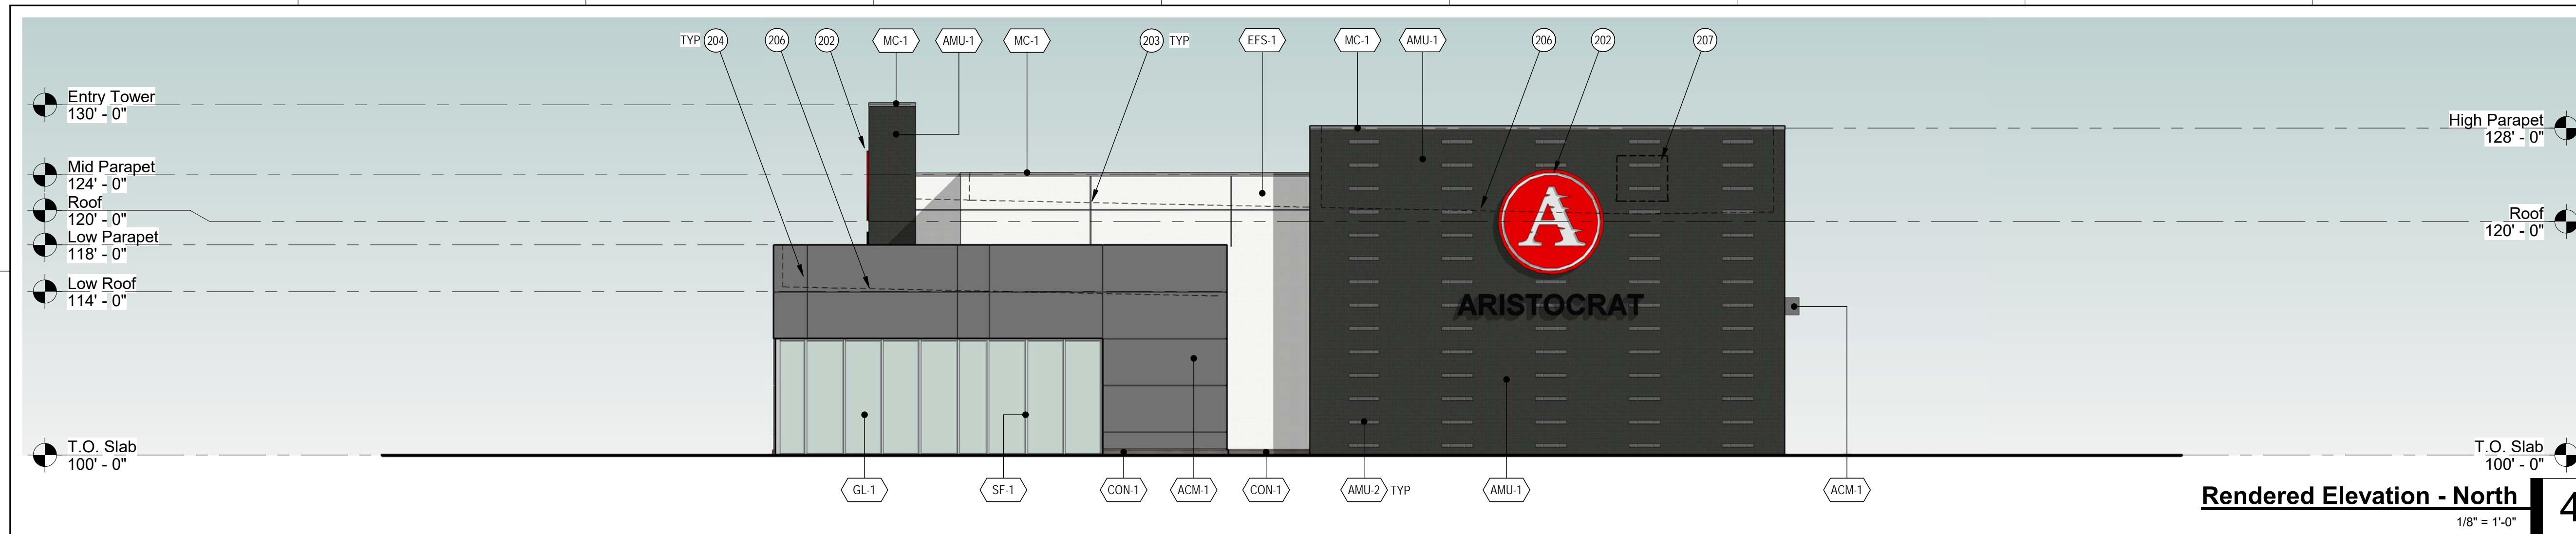 TYP 204 206 202 MC-1 AMU-1 MC-1 203 TYP EFS-1 MC-1 AMU-1 206 202 207
Entry Tower
130' - 0"
Mid Parapet
124' - 0"
Roof
120' - 0"
Low Parapet
118' - 0"
Low Roof
114' - 0"
T.O. Slab
100' - 0"
High Parapet
128' - 0"
Roof
120' - 0"
T.O. Slab
100' - 0"
A
ARISTOCRAT
GL-1 SF-1 CON-1 ACM-1 CON-1 AMU-2 TYP AMU-1 ACM-1
Rendered Elevation - North 4
1/8" = 1'-0"